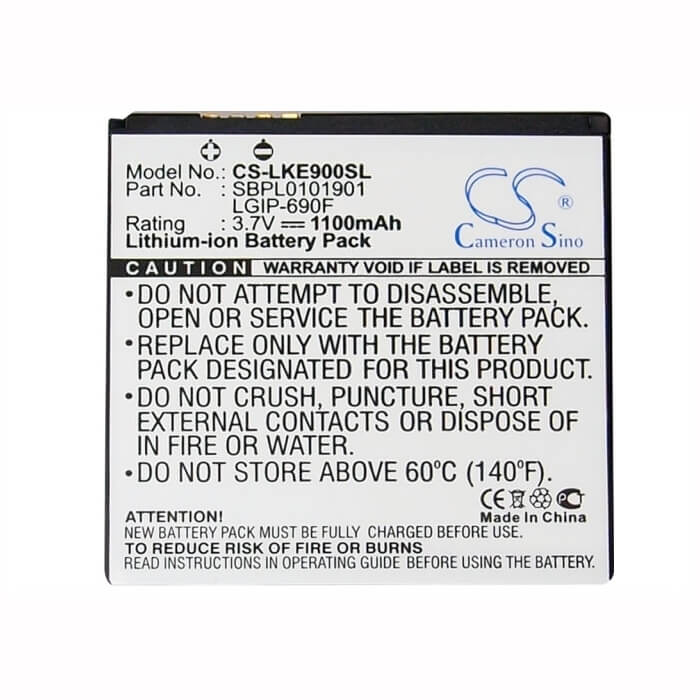 Model No.: CS-LKE900SL
Part No. : SBPL0101901
LGIP-690F
Rating : 3.7V 1100mAh
Lithium-ion Battery Pack
CS
®
Cameron Sino
CAUTION WARRANTY VOID IF LABEL IS REMOVED
•DO NOT ATTEMPT TO DISASSEMBLE,
OPEN OR SERVICE THE BATTERY PACK.
•REPLACE ONLY WITH THE BATTERY
PACK DESIGNATED FOR THIS PRODUCT
•DO NOT CRUSH, PUNCTURE, SHORT
EXTERNAL CONTACTS OR DISPOSE OF
IN FIRE OR WATER.
•DO NOT STORE ABOVE 60°C (140°F).
CE
Made In China
ATTENTION!
NEW BATTERY PACK MUST BE FULLY CHARGED BEFORE USE.
TO REDUCE RISK OF FIRE OR BURNS
READ INSTRUCTIONS IN OPERATING GUIDE BEFORE USING THE BATTERY.